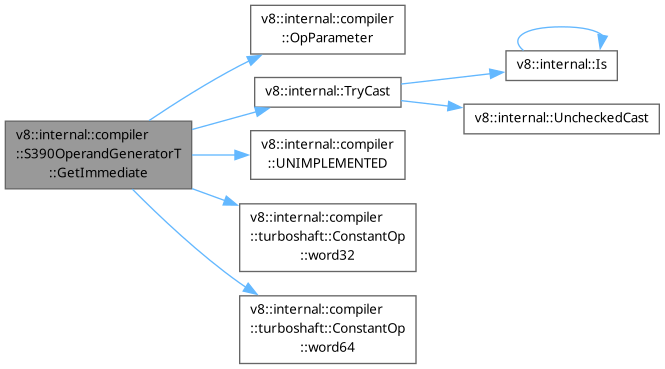 v8::internal::compiler
::S390OperandGeneratorT
::GetImmediate
v8::internal::compiler
::OpParameter
v8::internal::TryCast
v8::internal::Is
v8::internal::UncheckedCast
v8::internal::compiler
::UNIMPLEMENTED
v8::internal::compiler
::turboshaft::ConstantOp
::word32
v8::internal::compiler
::turboshaft::ConstantOp
::word64